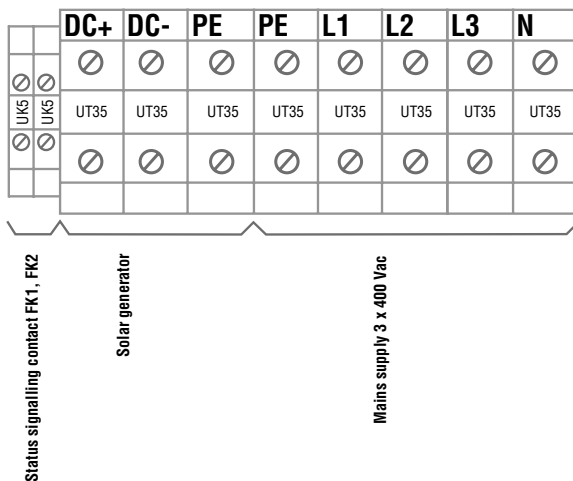 DC+ DC- PE PE L1 L2 L3 N
UK5 UK5 UT35 UT35 UT35 UT35 UT35 UT35 UT35 UT35
Status signalling contact FK1, FK2
Solar generator
Mains supply 3 x 400 Vac